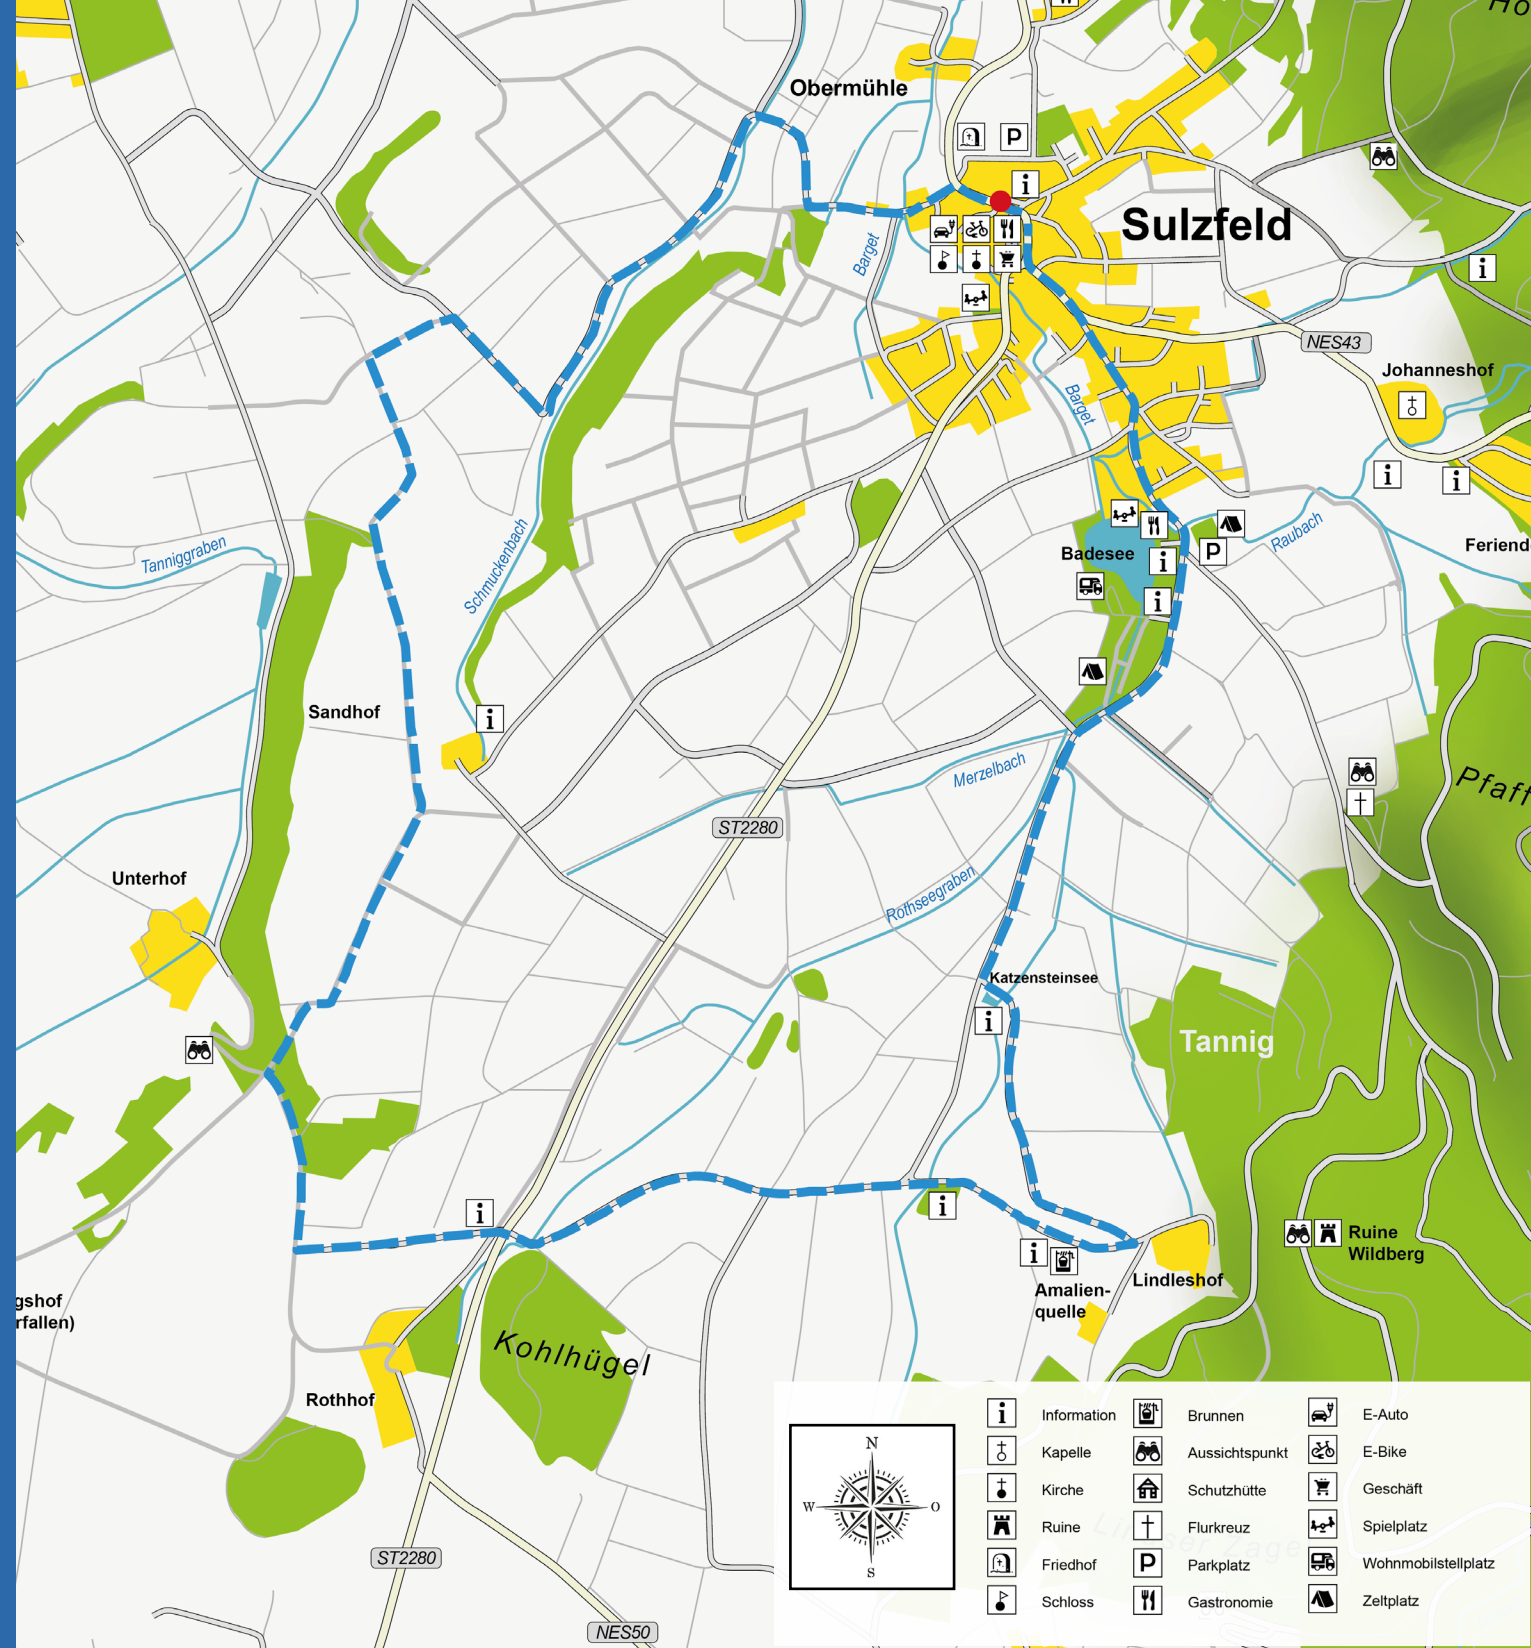 Ho
Obermühle
P
i
Sulzfeld
Barget
i
NES43
Johanneshof
Barget
i
i
Raubach
Tanniggraben
Schmuckenbach
Badesee
i
P
Feriend
i
Sandhof
i
Merzelbach
Pfaff
ST2280
Unterhof
Rothseegraben
Katzensteinsee
i
Tannig
i
i
i
Ruine
Wildberg
Amalien-
quelle
Lindleshof
gshof
rfallen)
Kohlhügel
Rothhof
N
W
O
S
i Information
Brunnen
E-Auto
Kapelle
Aussichtspunkt
E-Bike
Kirche
Schutzhütte
Geschäft
Ruine
Flurkreuz
Spielplatz
Friedhof
P Parkplatz
Wohnmobilstellplatz
Schloss
Gastronomie
Zeltplatz
ST2280
NES50